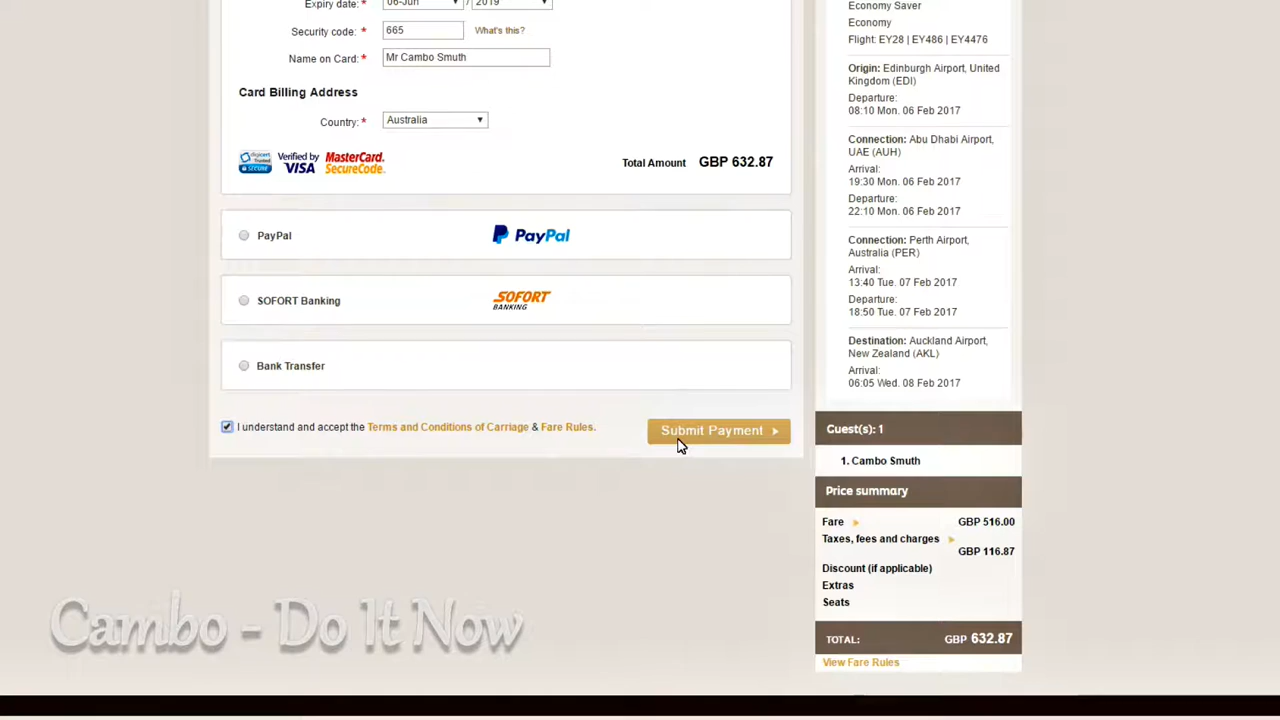 Expiry date: * 06-Jun / 2019
Security code: * 665 What's this?
Name on Card: * Mr Cambo Smuth
Card Billing Address
Country: * Australia
digicert Trusted SECURE Verified by VISA MasterCard. SecureCode.
Total Amount GBP 632.87
PayPal PayPal
SOFORT Banking SOFORT BANKING
Bank Transfer
I understand and accept the Terms and Conditions of Carriage & Fare Rules.
Submit Payment
Economy Saver
Economy
Flight: EY28 | EY486 | EY4476
Origin: Edinburgh Airport, United
Kingdom (EDI)
Departure:
08:10 Mon. 06 Feb 2017
Connection: Abu Dhabi Airport,
UAE (AUH)
Arrival:
19:30 Mon. 06 Feb 2017
Departure:
22:10 Mon. 06 Feb 2017
Connection: Perth Airport,
Australia (PER)
Arrival:
13:40 Tue. 07 Feb 2017
Departure:
18:50 Tue. 07 Feb 2017
Destination: Auckland Airport,
New Zealand (AKL)
Arrival:
06:05 Wed. 08 Feb 2017
Guest(s): 1
1. Cambo Smuth
Price summary
Fare GBP 516.00
Taxes, fees and charges
GBP 116.87
Discount (if applicable)
Extras
Seats
TOTAL: GBP 632.87
View Fare Rules
Cambo - Do It Now